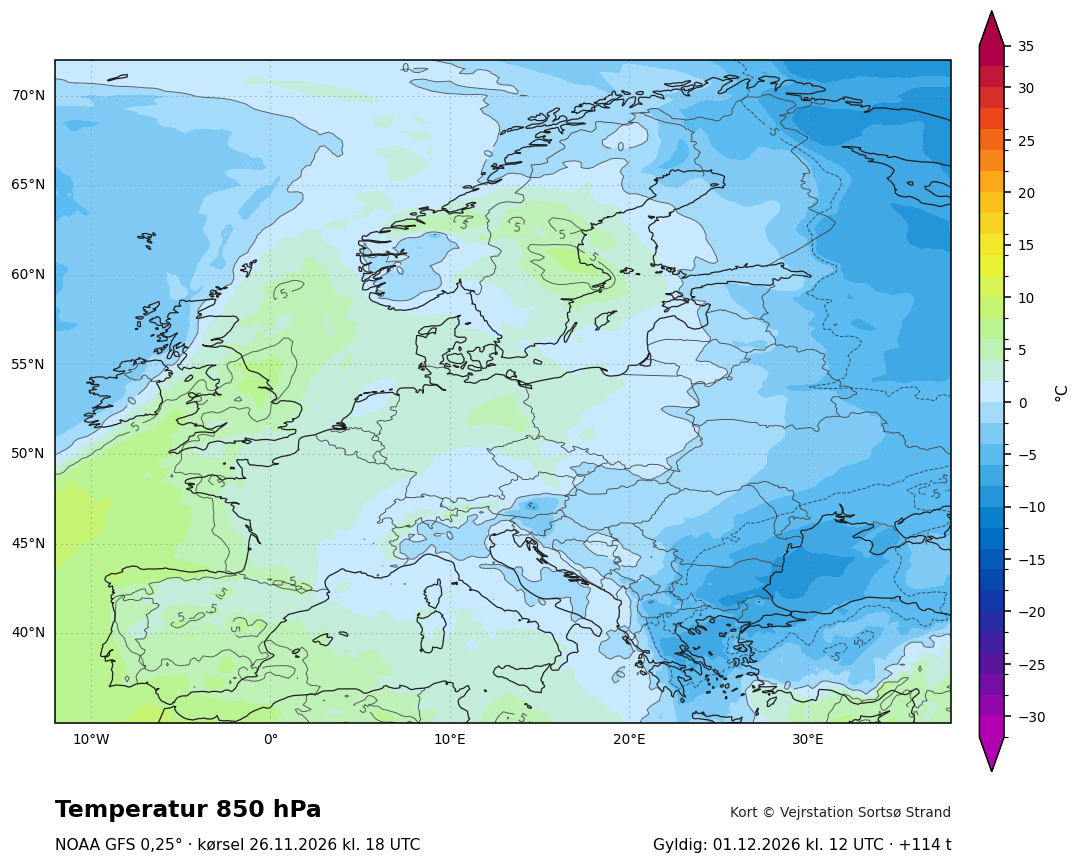 70°N
65°N
60°N
55°N
50°N
45°N
40°N
10°W
0°
10°E
20°E
30°E
35
30
25
20
15
10
5
0
−5
−10
−15
−20
−25
−30
°C
Temperatur 850 hPa
Kort © Vejrstation Sortsø Strand
NOAA GFS 0,25° · kørsel 26.11.2026 kl. 18 UTC
Gyldig: 01.12.2026 kl. 12 UTC · +114 t